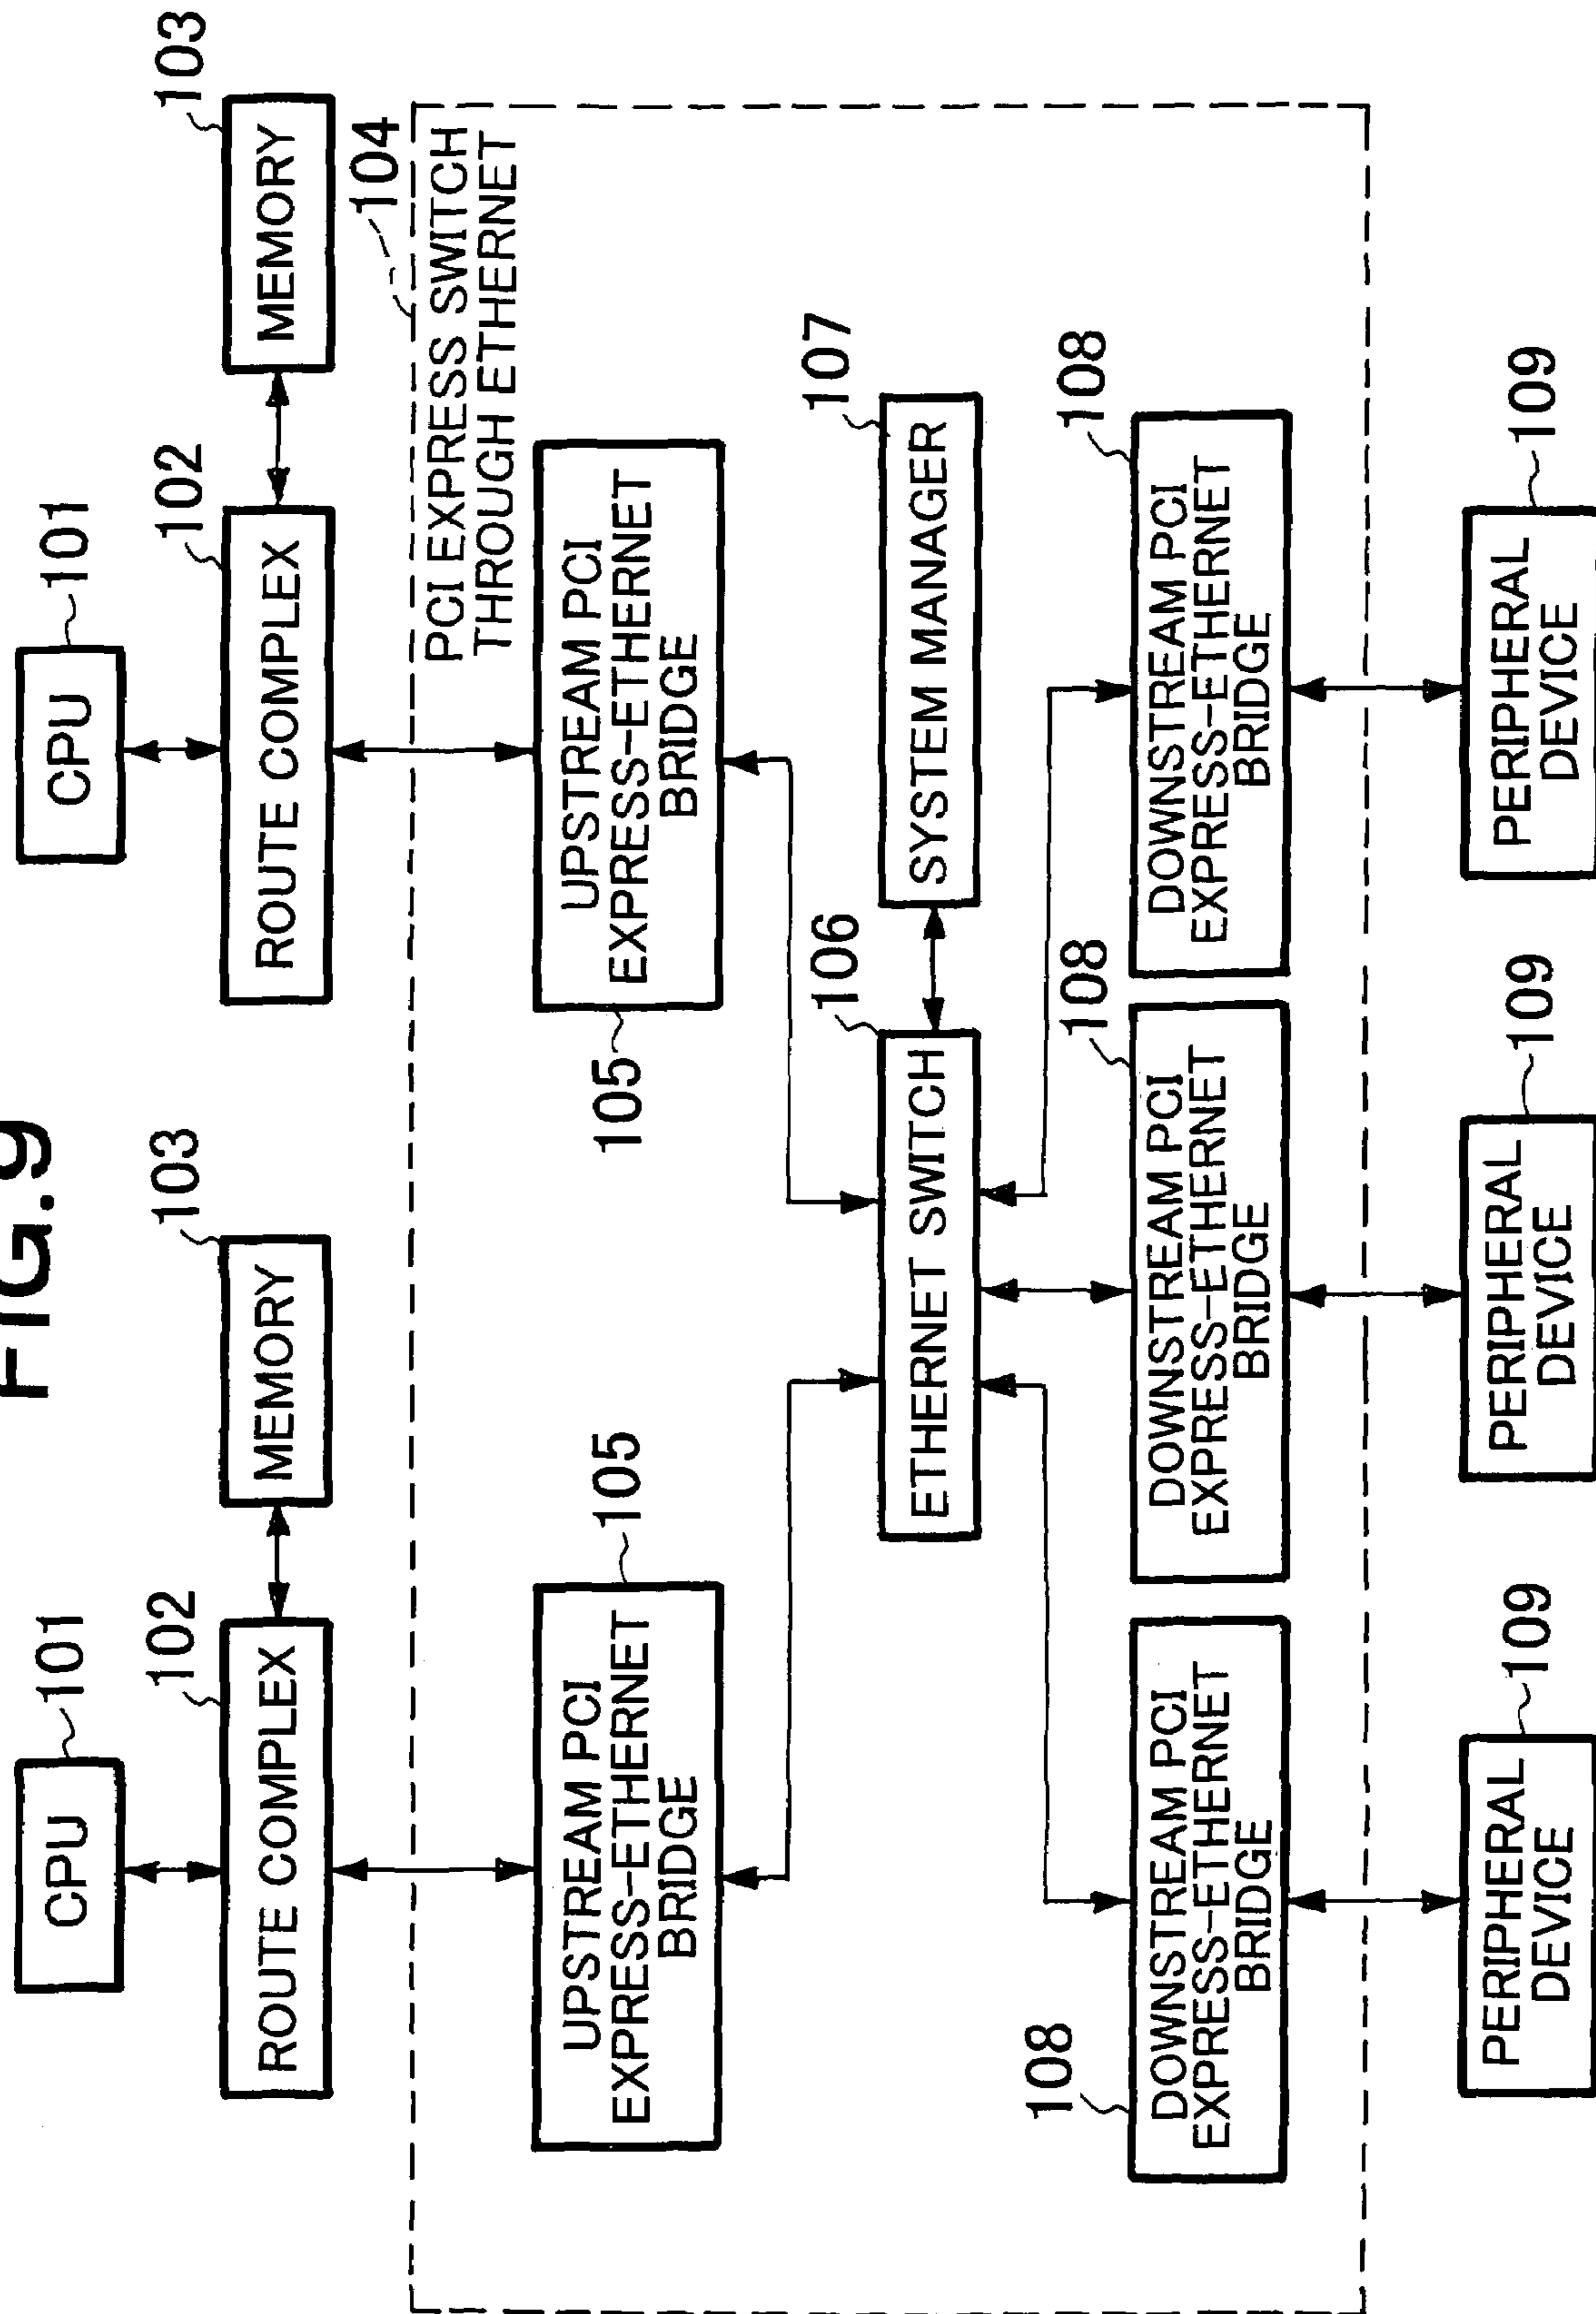 FIG.9
101
CPU
101
CPU
102
ROUTE COMPLEX
103
MEMORY
102
ROUTE COMPLEX
103
MEMORY
104
PCI EXPRESS SWITCH
THROUGH ETHERNET
105
UPSTREAM PCI
EXPRESS-ETHERNET
BRIDGE
105
UPSTREAM PCI
EXPRESS-ETHERNET
BRIDGE
106
ETHERNET SWITCH
107
SYSTEM MANAGER
108
DOWNSTREAM PCI
EXPRESS-ETHERNET
BRIDGE
108
DOWNSTREAM PCI
EXPRESS-ETHERNET
BRIDGE
108
DOWNSTREAM PCI
EXPRESS-ETHERNET
BRIDGE
109
PERIPHERAL
DEVICE
109
PERIPHERAL
DEVICE
109
PERIPHERAL
DEVICE